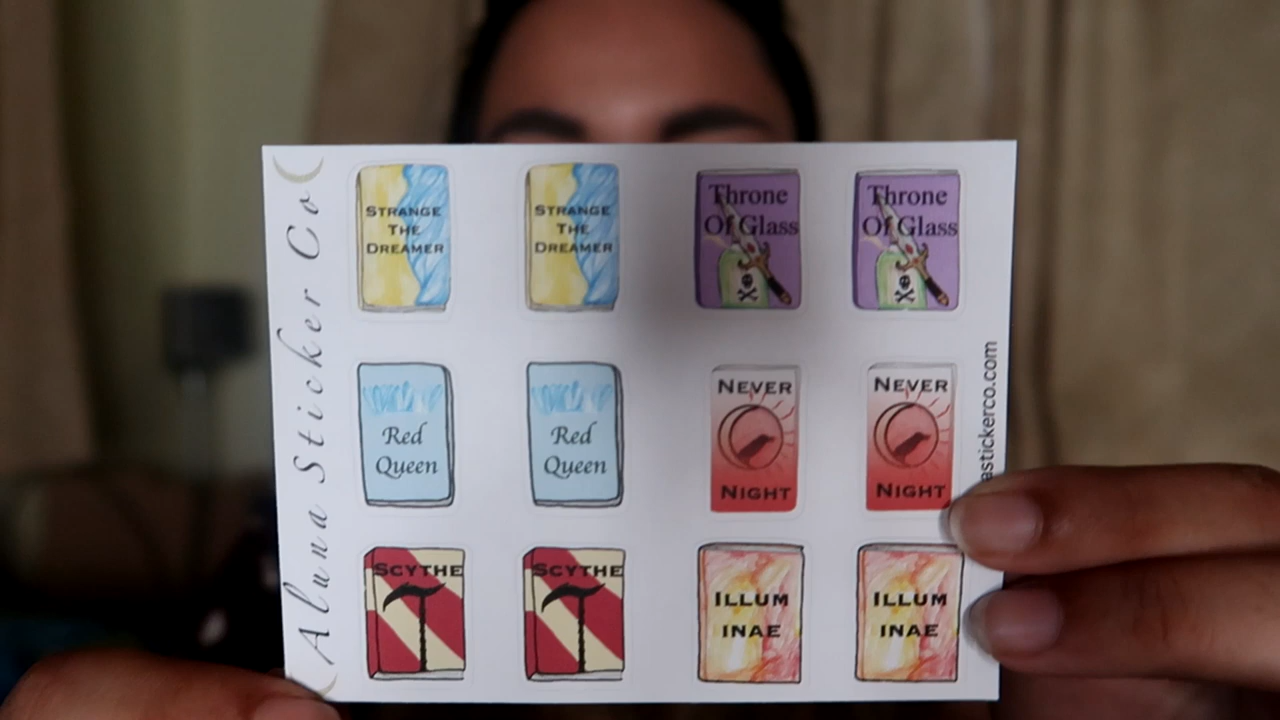 Aluna Sticker Co
STRANGE
THE
DREAMER
STRANGE
THE
DREAMER
Throne
Of Glass
Throne
Of Glass
Red
Queen
Red
Queen
NEVER
NIGHT
NEVER
NIGHT
SCYTHE
SCYTHE
ILLUM
INAE
ILLUM
INAE
astickerco.com